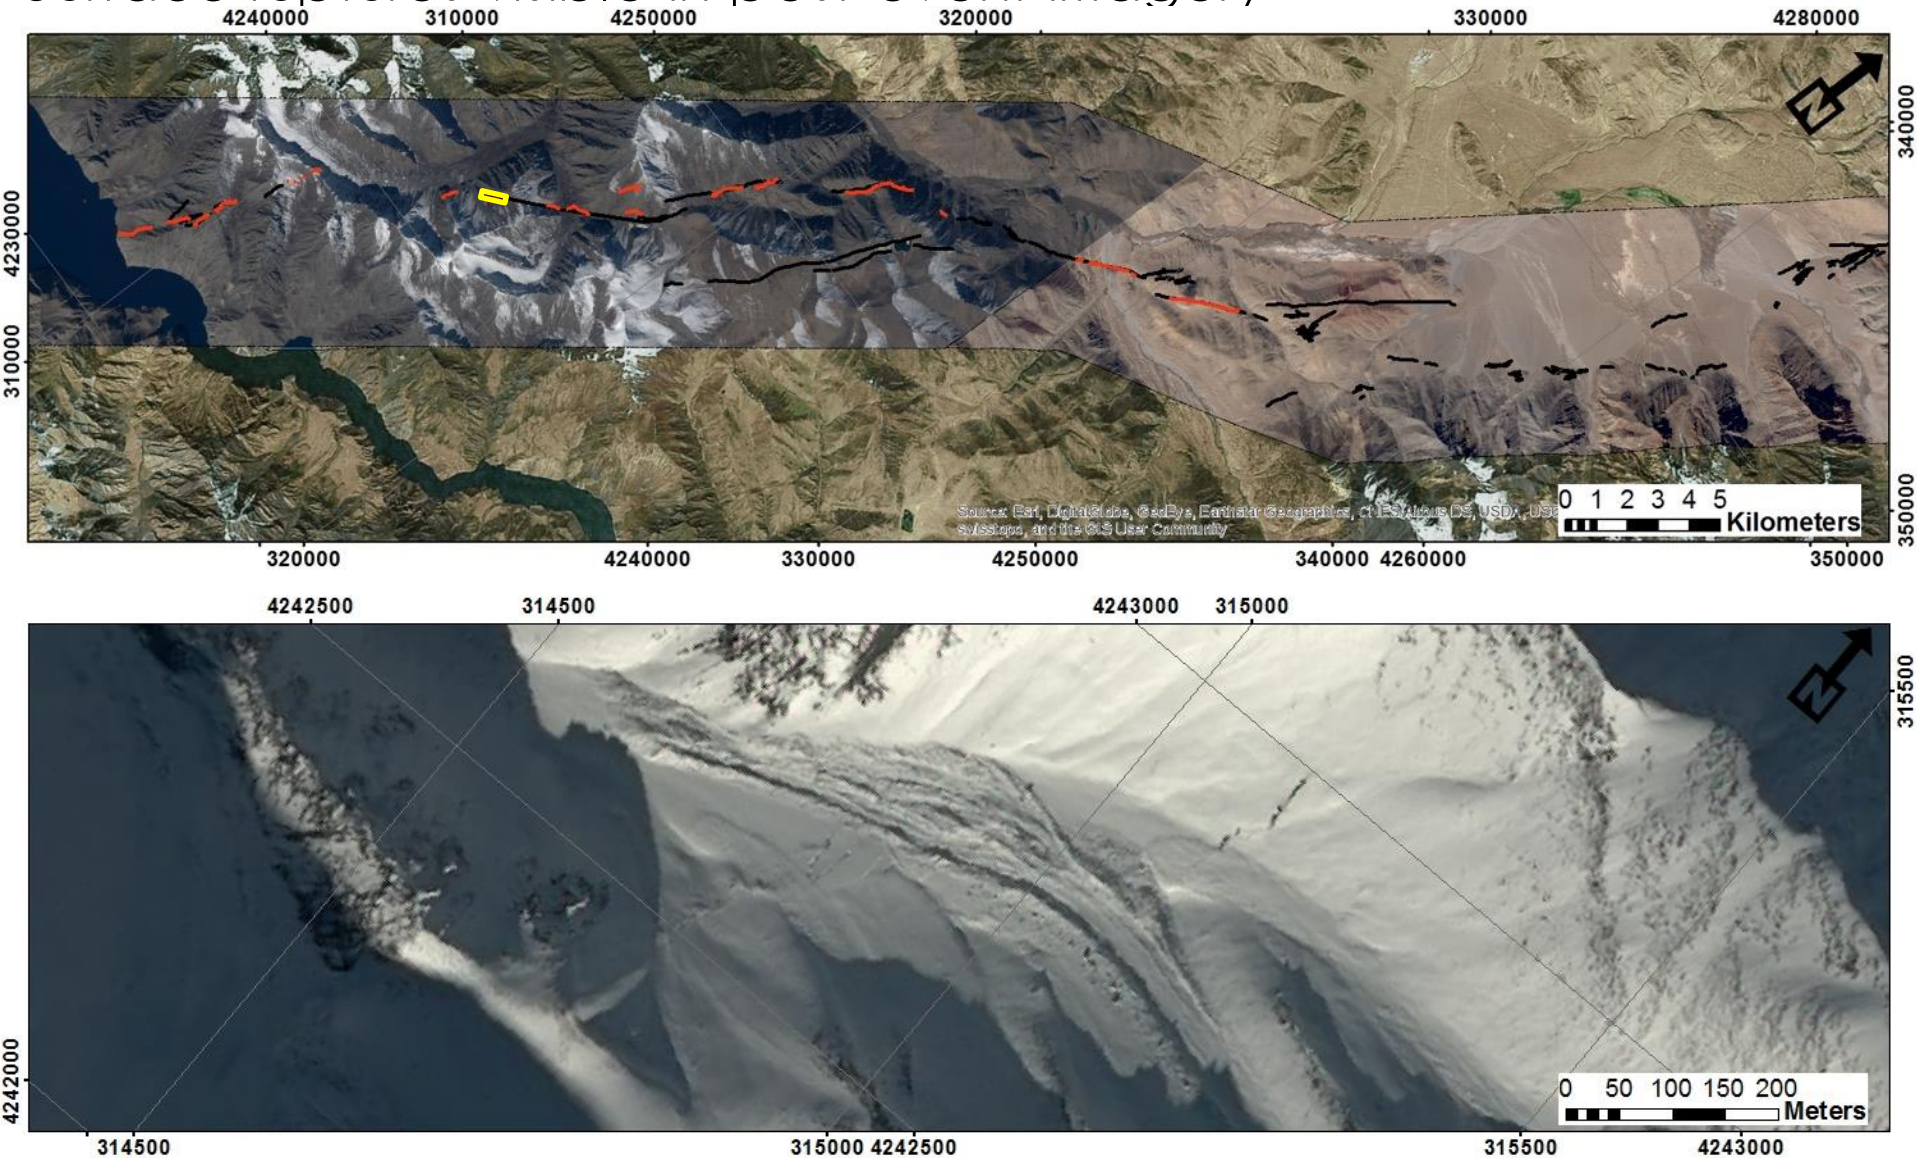 4240000 310000 4250000 320000 330000 4280000
340000
4230000
310000
350000
N
Source: Esri, DigitalGlobe, GeoEye, Earthstar Geographics, CNES/Airbus DS, USDA, USG
swisstopo, and the GIS User Community
0 1 2 3 4 5
Kilometers
320000 4240000 330000 4250000 340000 4260000 350000
4242500 314500 4243000 315000
315500
4242000
N
0 50 100 150 200
Meters
314500 315000 4242500 315500 4243000